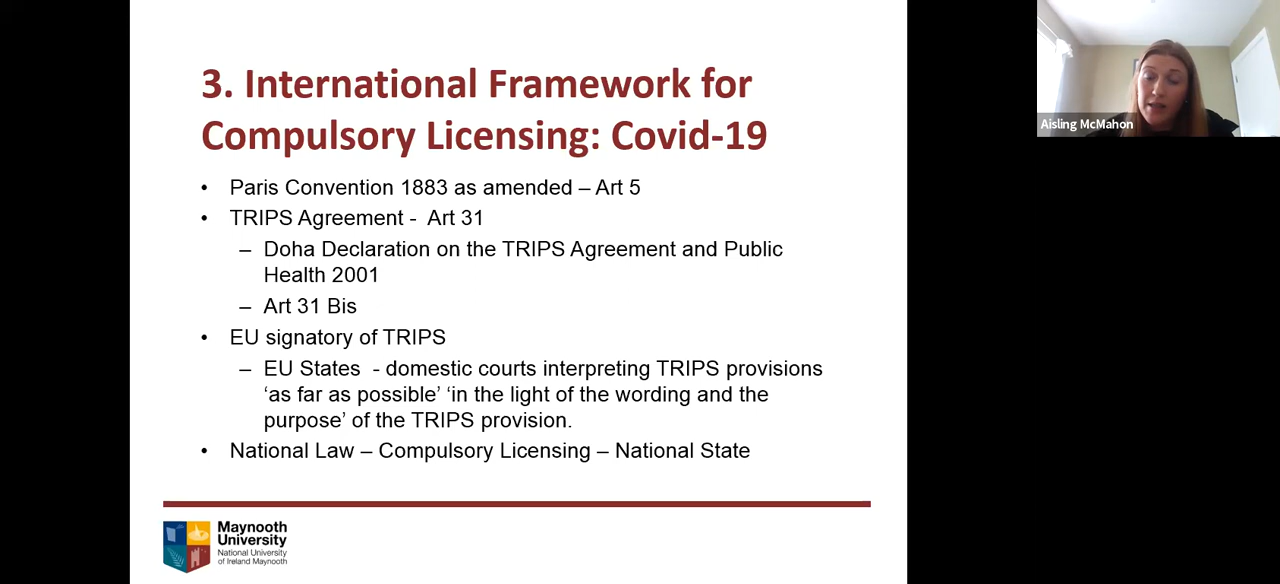 3. International Framework for
Compulsory Licensing: Covid-19
• Paris Convention 1883 as amended – Art 5
• TRIPS Agreement - Art 31
– Doha Declaration on the TRIPS Agreement and Public
Health 2001
– Art 31 Bis
• EU signatory of TRIPS
– EU States - domestic courts interpreting TRIPS provisions
‘as far as possible’ ‘in the light of the wording and the
purpose’ of the TRIPS provision.
• National Law – Compulsory Licensing – National State
Maynooth
University
National University
of Ireland Maynooth
Aisling McMahon